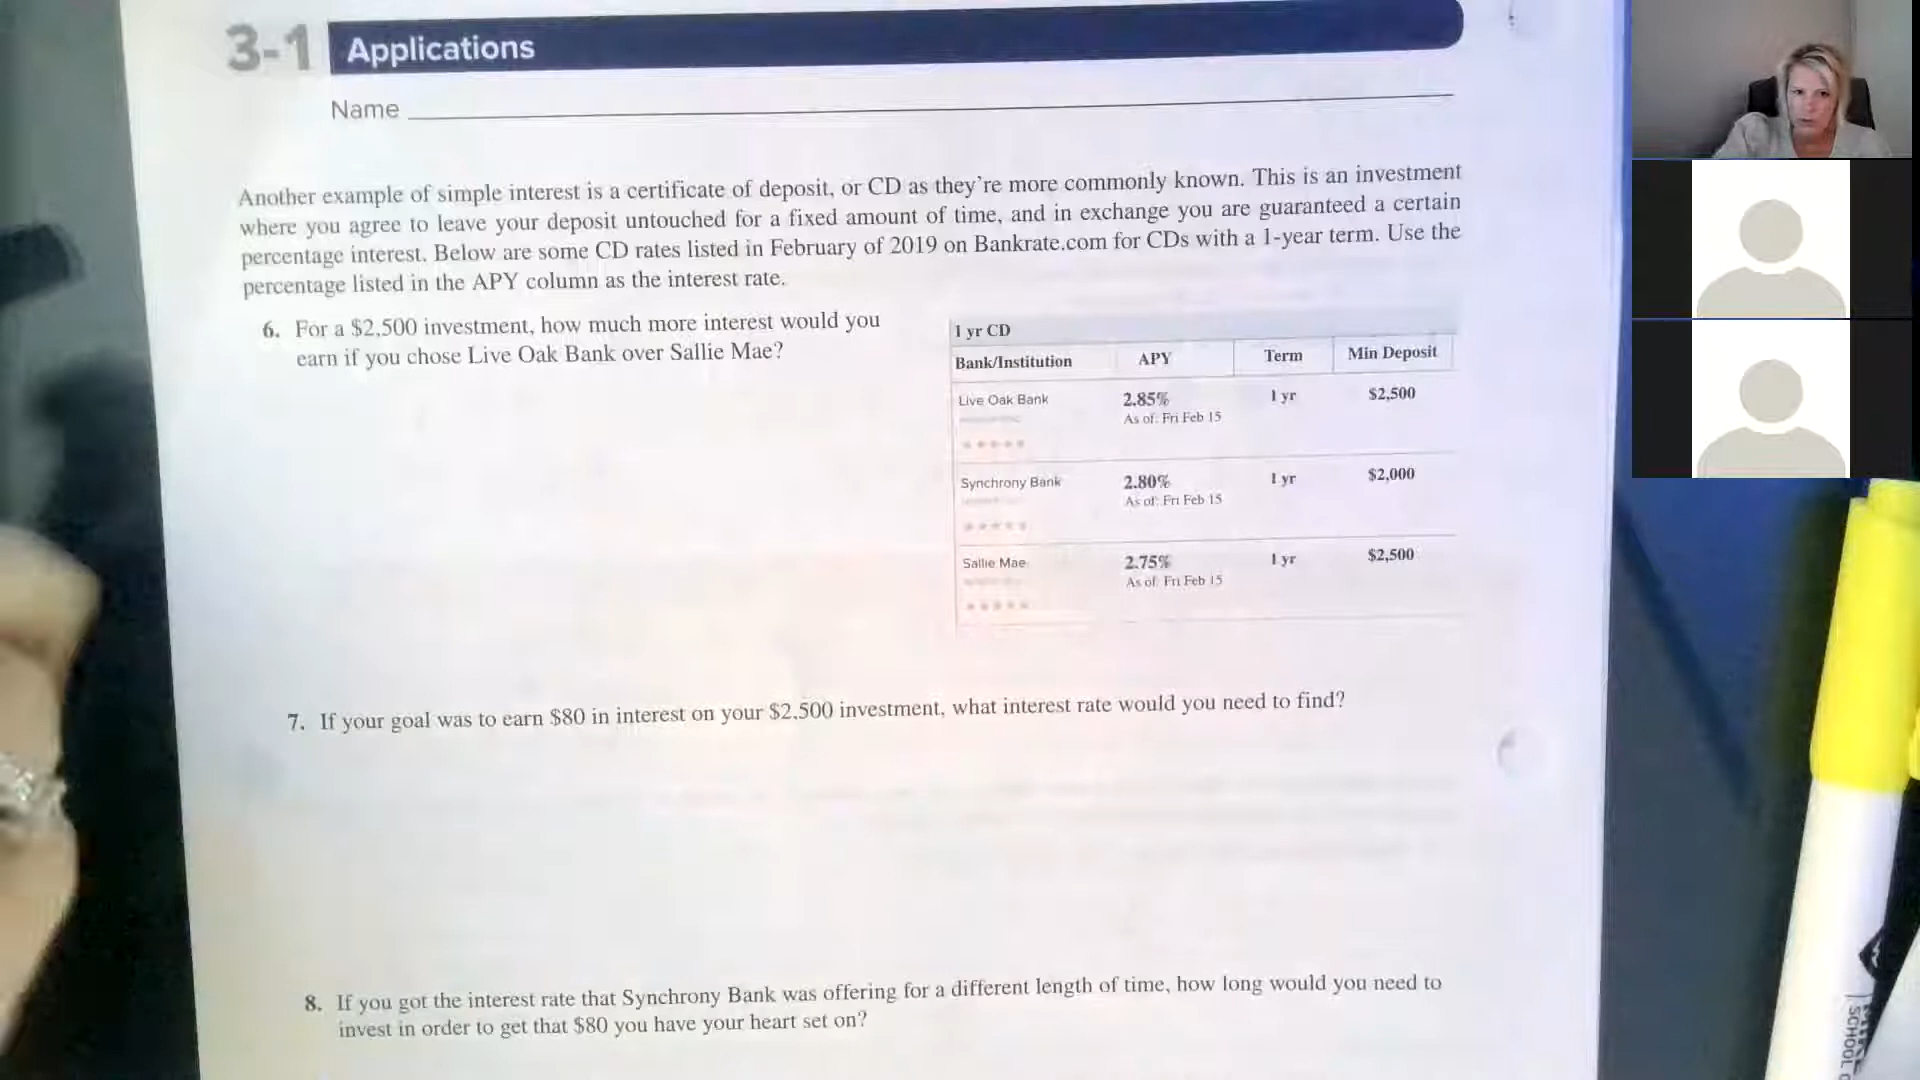 3-1 Applications
Name
Another example of simple interest is a certificate of deposit, or CD as they're more commonly known. This is an investment
where you agree to leave your deposit untouched for a fixed amount of time, and in exchange you are guaranteed a certain
percentage interest. Below are some CD rates listed in February of 2019 on Bankrate.com for CDs with a 1-year term. Use the
percentage listed in the APY column as the interest rate.
6. For a $2,500 investment, how much more interest would you
earn if you chose Live Oak Bank over Sallie Mae?
1 yr CD
Bank/Institution APY Term Min Deposit
Live Oak Bank 2.85% 1 yr $2,500
As of: Fri Feb 15
Synchrony Bank 2.80% 1 yr $2,000
As of: Fri Feb 15
Sallie Mae 2.75% 1 yr $2,500
As of: Fri Feb 15
7. If your goal was to earn $80 in interest on your $2,500 investment, what interest rate would you need to find?
8. If you got the interest rate that Synchrony Bank was offering for a different length of time, how long would you need to
invest in order to get that $80 you have your heart set on?
SCHOOL